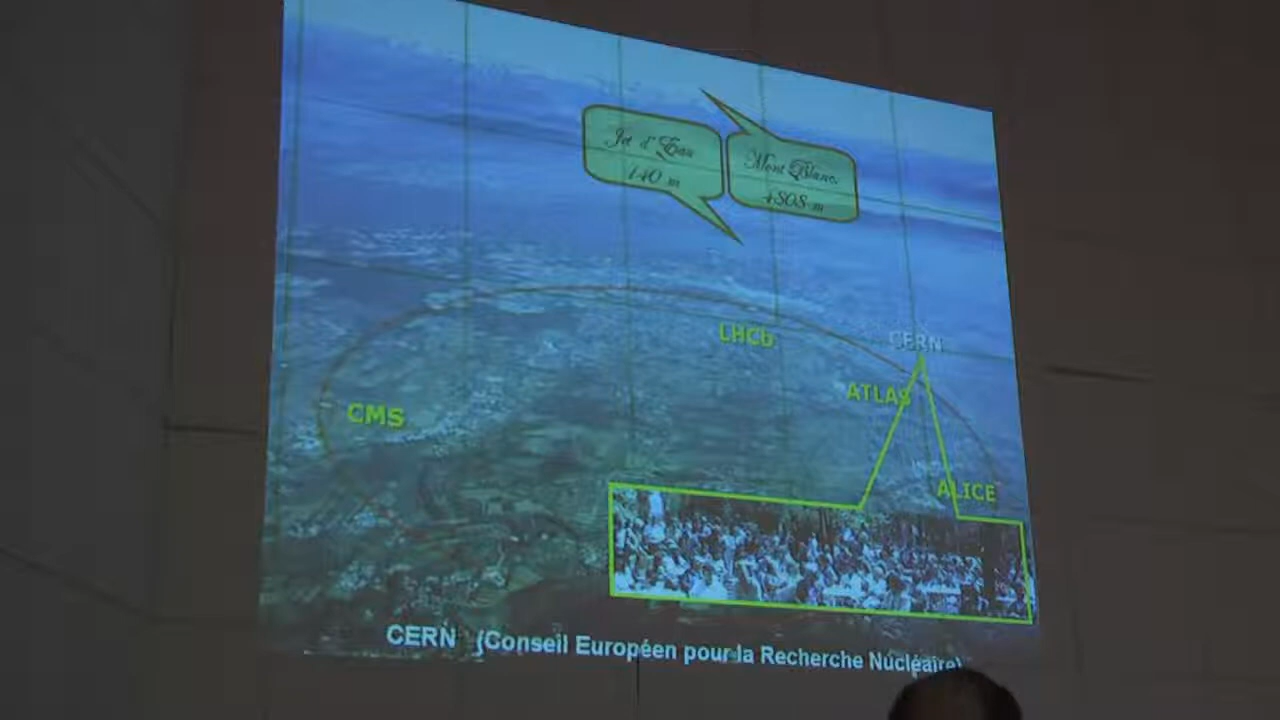 Jet d'Eau
140 m
Mont Blanc
4808 m
LHCb
CERN
ATLAS
CMS
ALICE
CERN (Conseil Européen pour la Recherche Nucléaire)